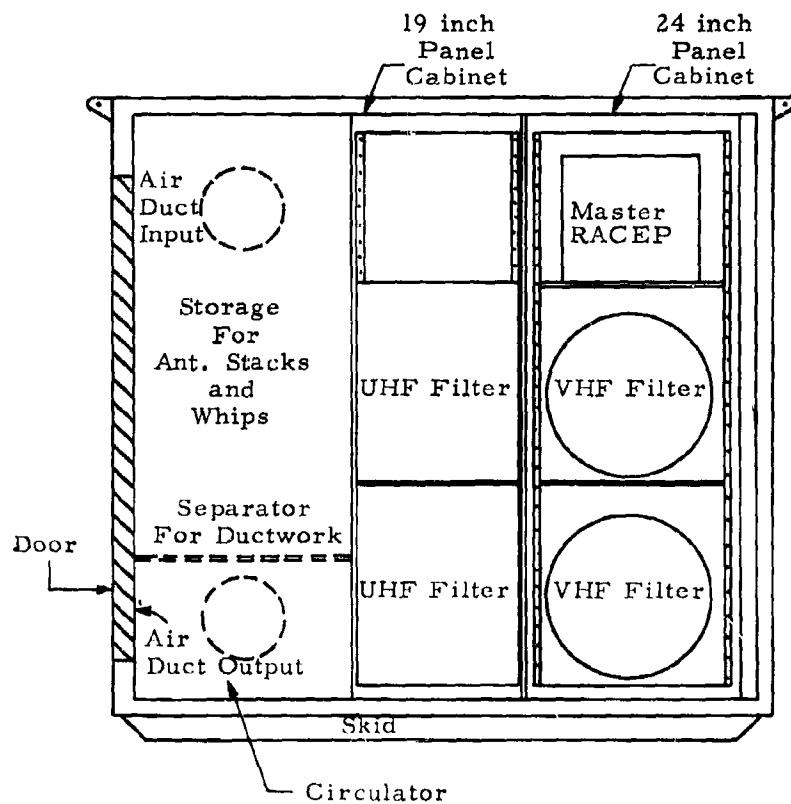 19 inch
Panel
Cabinet
24 inch
Panel
Cabinet
Air
Duct
Input
Master
RACEP
Storage
For
Ant. Stacks
and
Whips
UHF Filter
VHF Filter
Separator
For Ductwork
Door
UHF Filter
VHF Filter
Air
Duct Output
Skid
Circulator